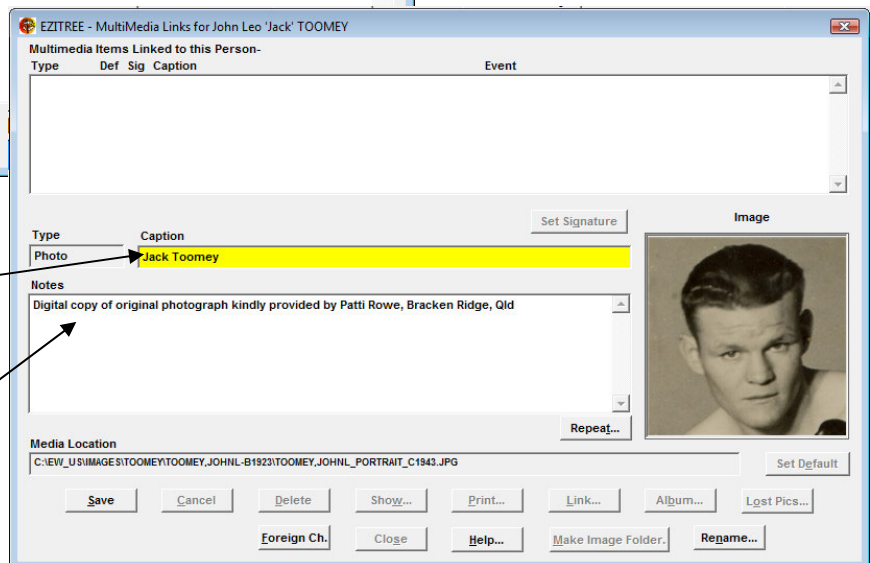 EZITREE - MultiMedia Links for John Leo 'Jack' TOOMEY
Multimedia Items Linked to this Person-
Type Def Sig Caption Event
Set Signature
Image
Type Caption
Photo Jack Toomey
Notes
Digital copy of original photograph kindly provided by Patti Rowe, Bracken Ridge, Qld
Repeat...
Media Location
C:\EW_US\IMAGES\TOOMEY\TOOMEY,JOHNL-B1923\TOOMEY,JOHNL_PORTRAIT_C1943.JPG
Set Default
Save Cancel Delete Show... Print... Link... Album... Lost Pics...
Foreign Ch. Close Help... Make Image Folder. Rename...